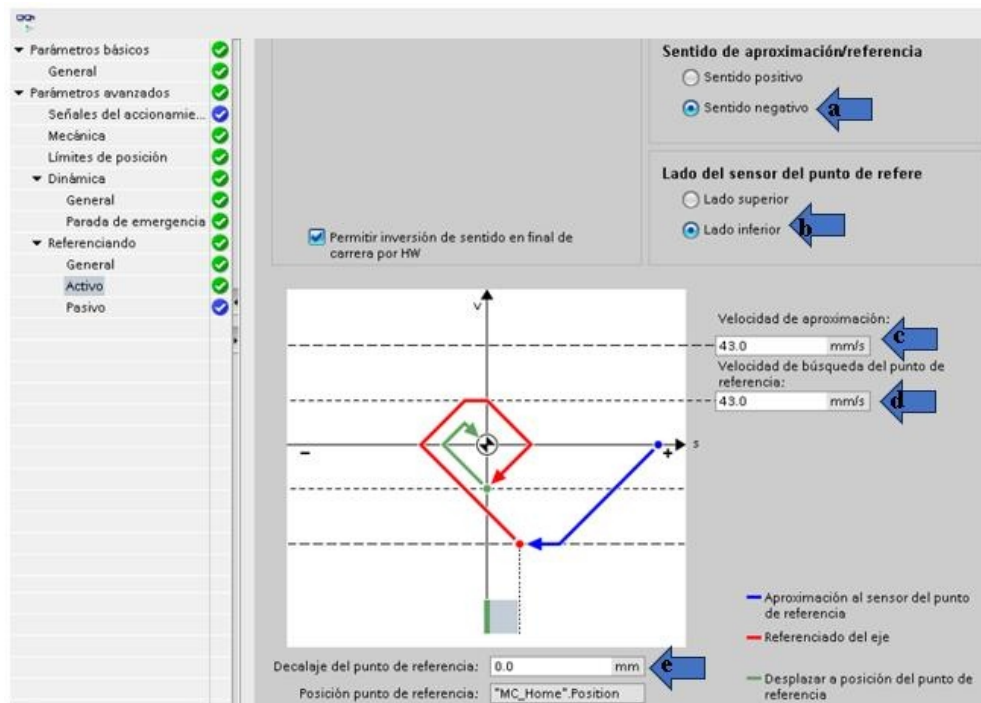 Parámetros básicos
General
Parámetros avanzados
Señales del accionamie...
Mecánica
Límites de posición
Dinámica
General
Parada de emergencia
Referenciando
General
Activo
Pasivo
Permitir inversión de sentido en final de
carrera por HW
Sentido de aproximación/referencia
Sentido positivo
Sentido negativo
a
Lado del sensor del punto de refere
Lado superior
Lado inferior
b
Velocidad de aproximación:
43.0 mm/s
c
Velocidad de búsqueda del punto de
referencia:
43.0 mm/s
d
v
s
−
+
Aproximación al sensor del punto
de referencia
Referenciado del eje
Desplazar a posición del punto de
referencia
Decalaje del punto de referencia: 0.0 mm
e
Posición punto de referencia: "MC_Home".Position